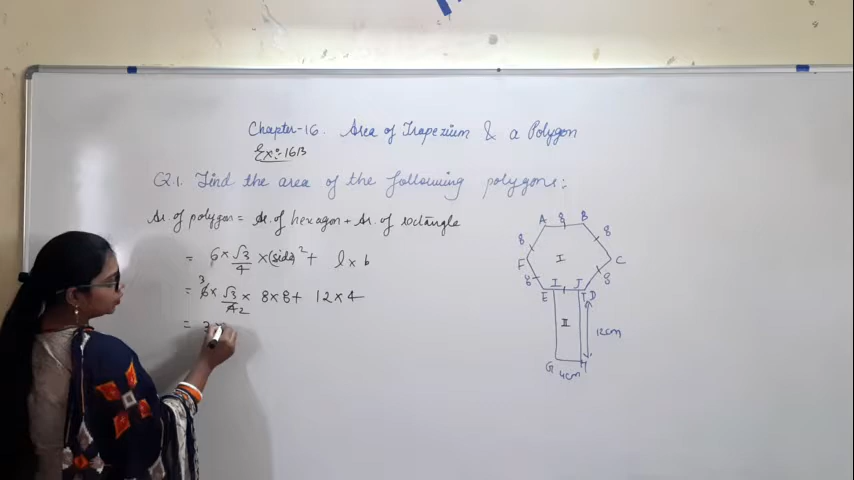 Chapter-16. Area of Trapezium & a Polygon
Ex:-16B
Q.1. Find the area of the following polygons:
Ar. of polygon = Ar. of hexagon + Ar. of rectangle
= 6 × √3/4 × (side)² + l × b
= 6 3 × √3/4 2 × 8 × 8 + 12 × 4
= 3 ×
A 8 B
8 8
F I C
8 8
E I J D
II 12cm
G H
4cm